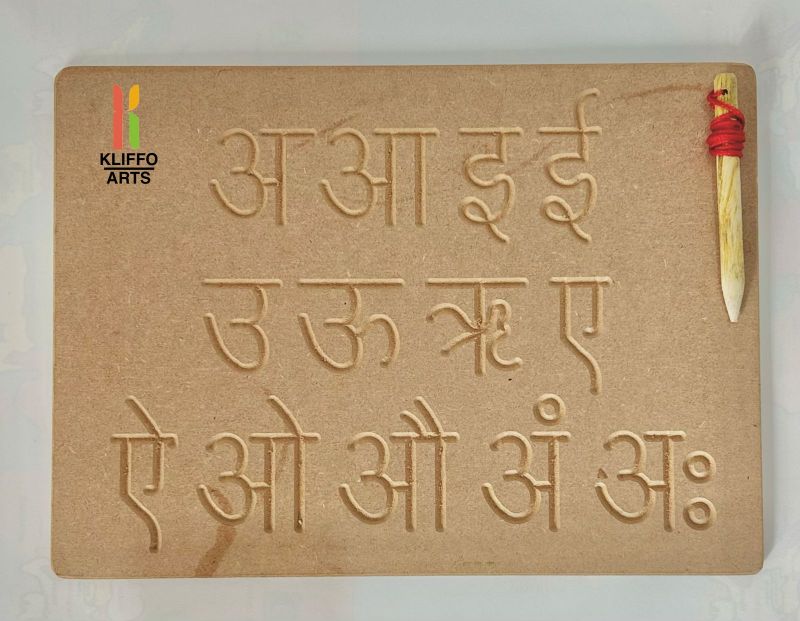 KLIFFO
ARTS
अ आ इ ई
उ ऊ ऋ ए
ऐ ओ औ अं अः